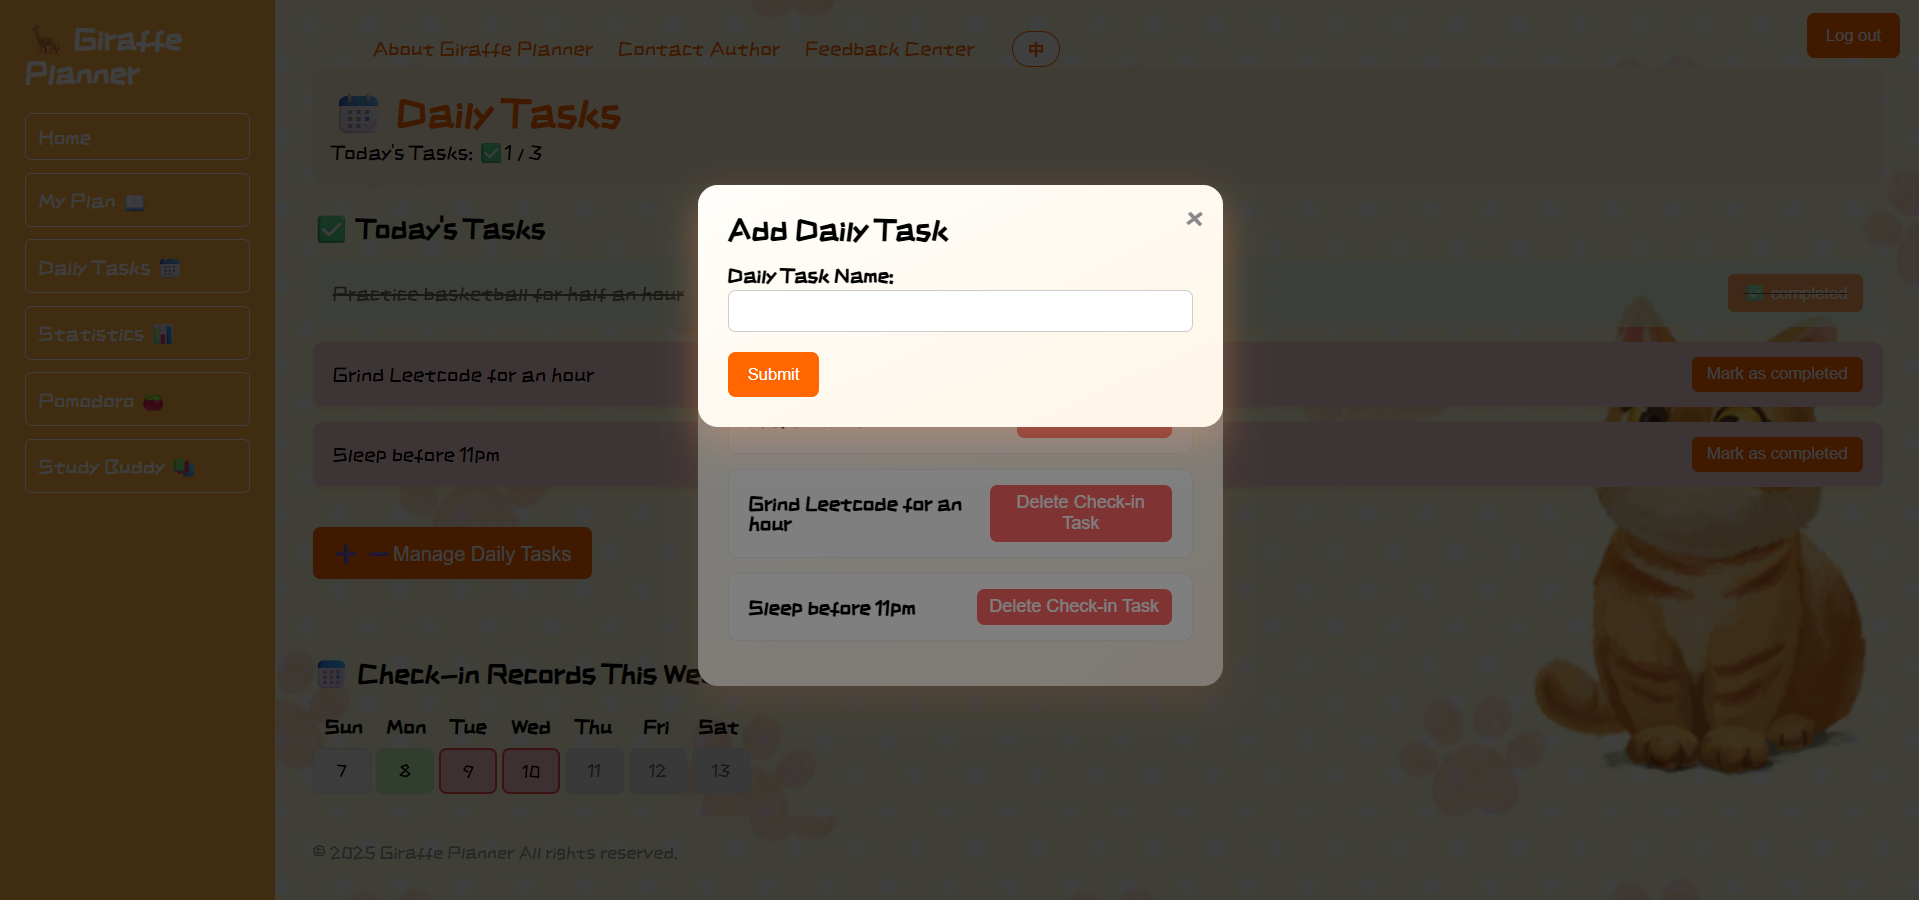 Giraffe
Planner
Home
My Plan
Daily Tasks
Statistics
Pomodoro
Study Buddy
About Giraffe Planner
Contact Author
Feedback Center
中
Log out
Daily Tasks
Today's Tasks: ✅1 / 3
Today's Tasks
Practice basketball for half an hour
✅ completed
Grind Leetcode for an hour
Mark as completed
Sleep before 11pm
Mark as completed
➕ ➖Manage Daily Tasks
Add Daily Task
×
Daily Task Name:
Submit
Grind Leetcode for an
hour
Delete Check-in
Task
Sleep before 11pm
Delete Check-in Task
Check-in Records This We
Sun Mon Tue Wed Thu Fri Sat
7 8 9 10 11 12 13
© 2025 Giraffe Planner All rights reserved.